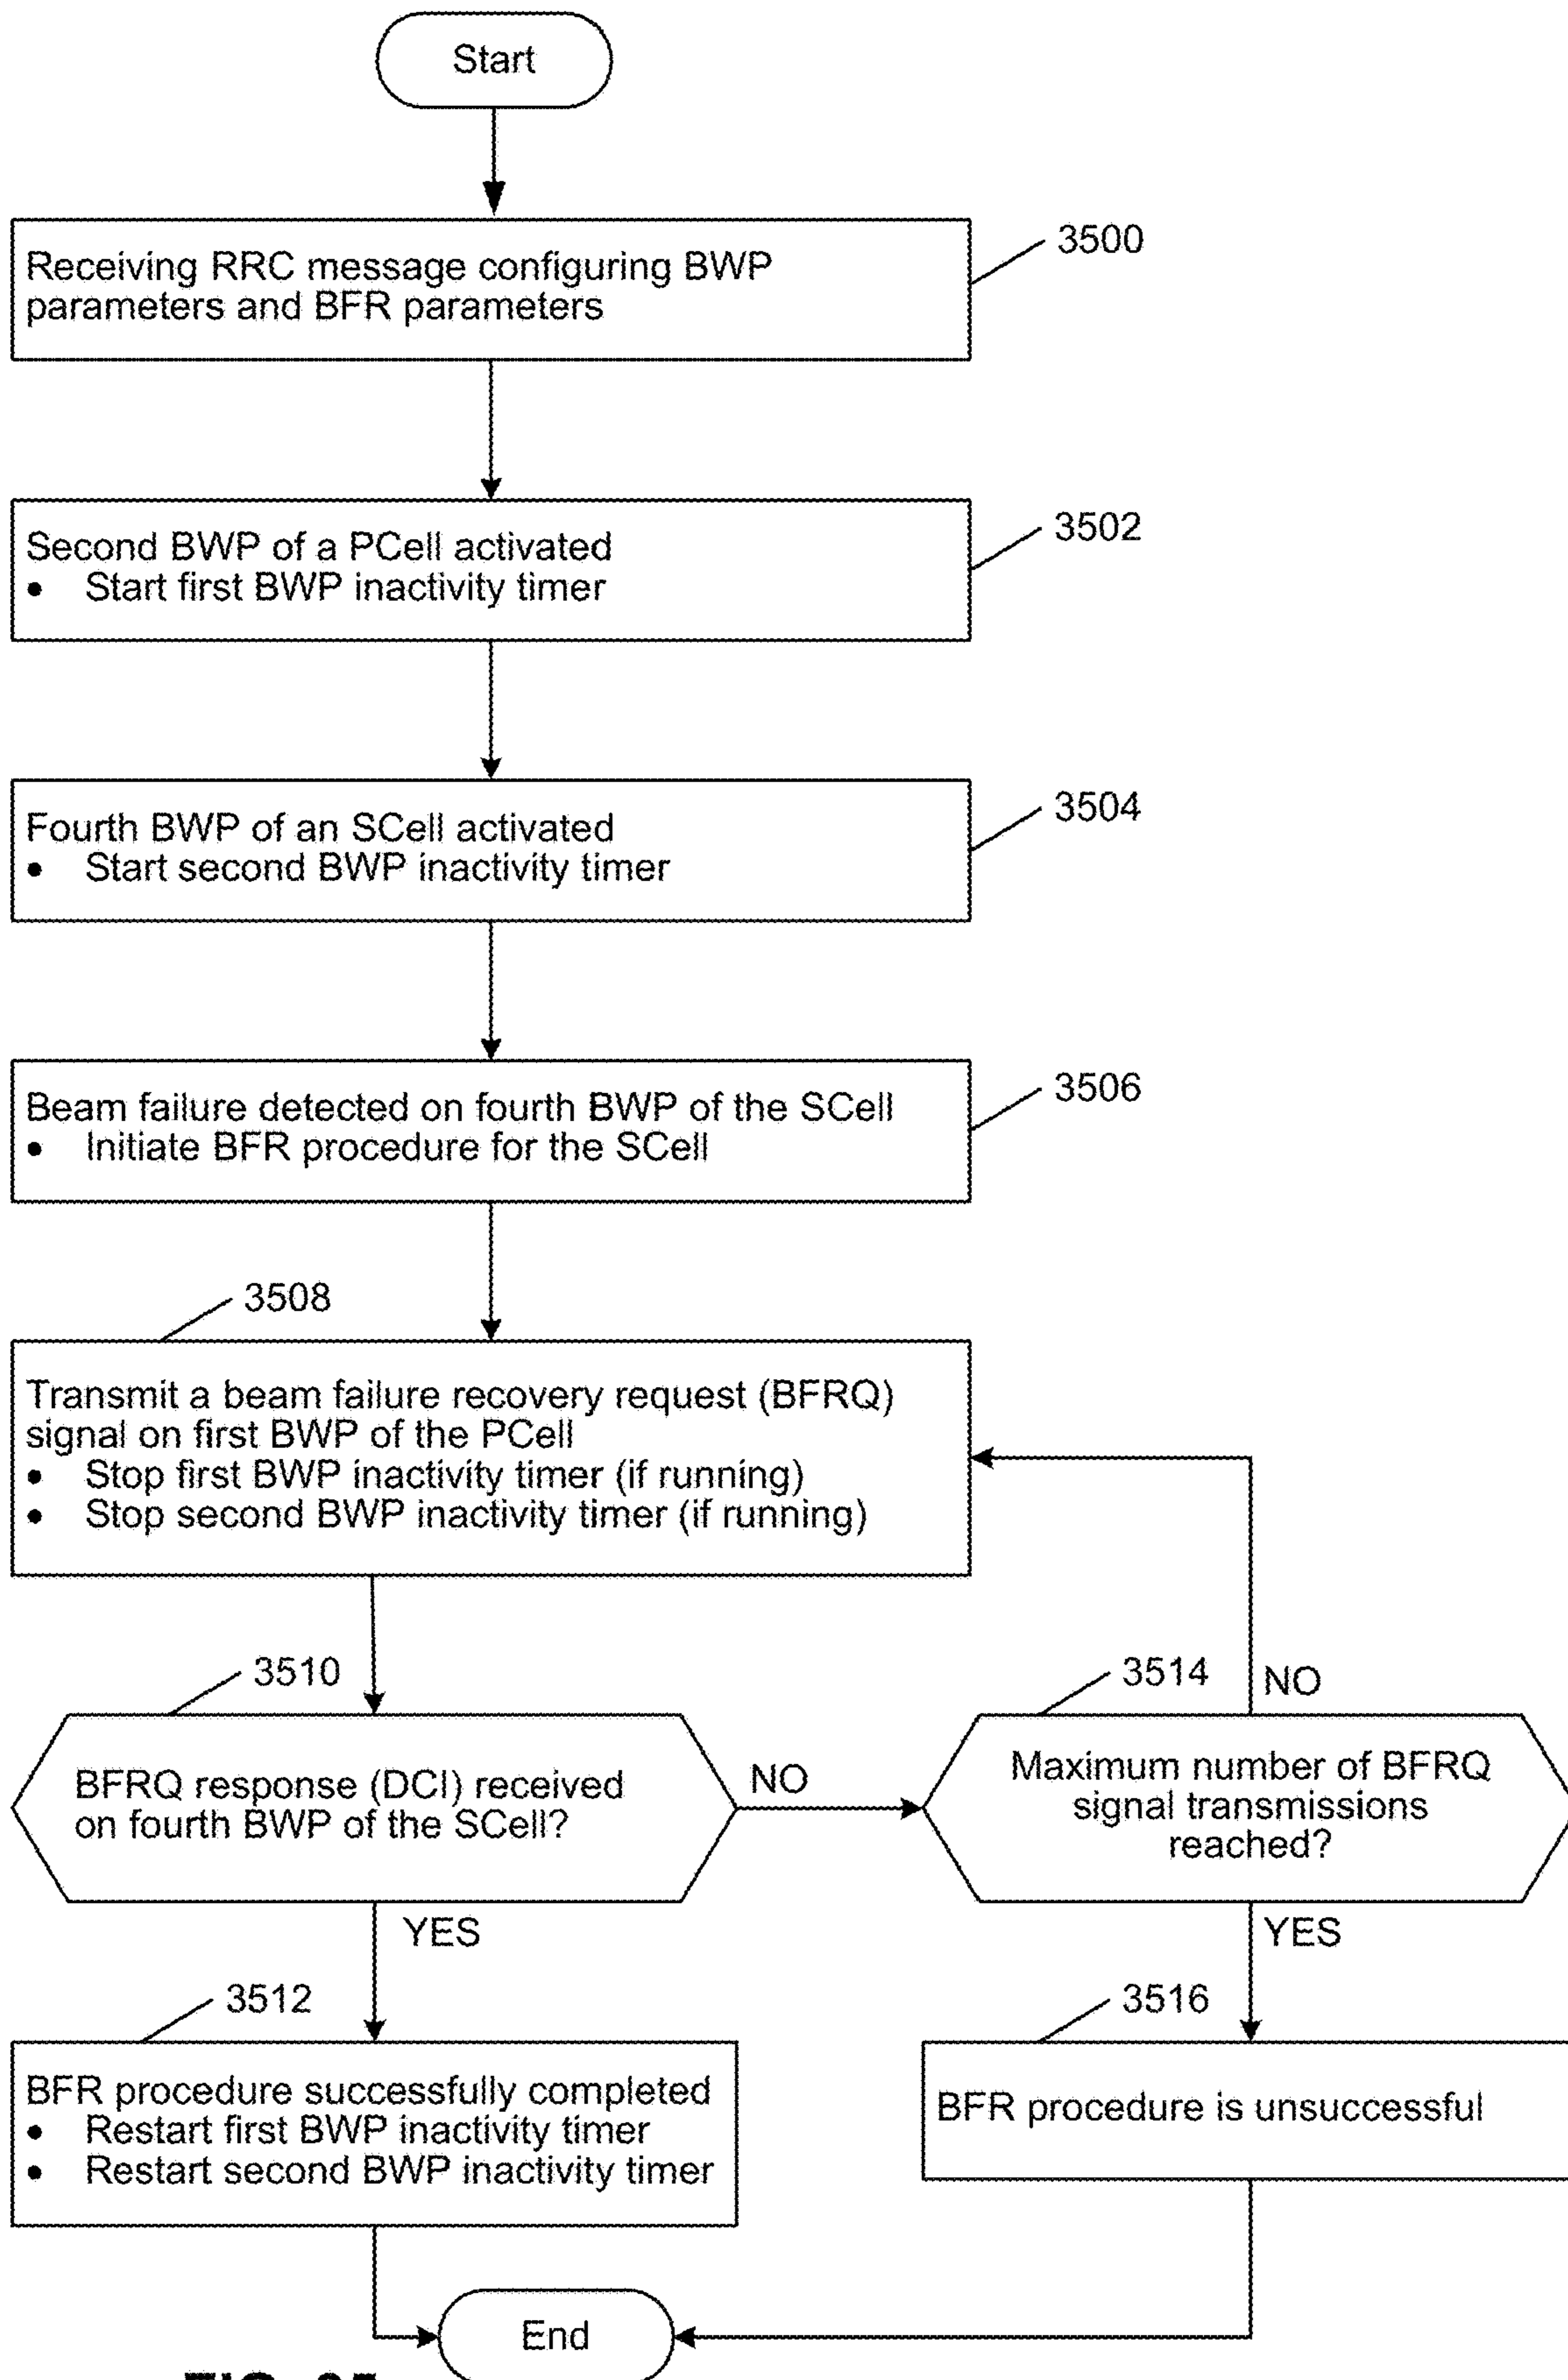 Start
Receiving RRC message configuring BWP
parameters and BFR parameters
3500
Second BWP of a PCell activated
• Start first BWP inactivity timer
3502
Fourth BWP of an SCell activated
• Start second BWP inactivity timer
3504
Beam failure detected on fourth BWP of the SCell
• Initiate BFR procedure for the SCell
3506
3508
Transmit a beam failure recovery request (BFRQ)
signal on first BWP of the PCell
• Stop first BWP inactivity timer (if running)
• Stop second BWP inactivity timer (if running)
3510
BFRQ response (DCI) received
on fourth BWP of the SCell?
NO
3514
NO
Maximum number of BFRQ
signal transmissions
reached?
YES
YES
3512
BFR procedure successfully completed
• Restart first BWP inactivity timer
• Restart second BWP inactivity timer
3516
BFR procedure is unsuccessful
End